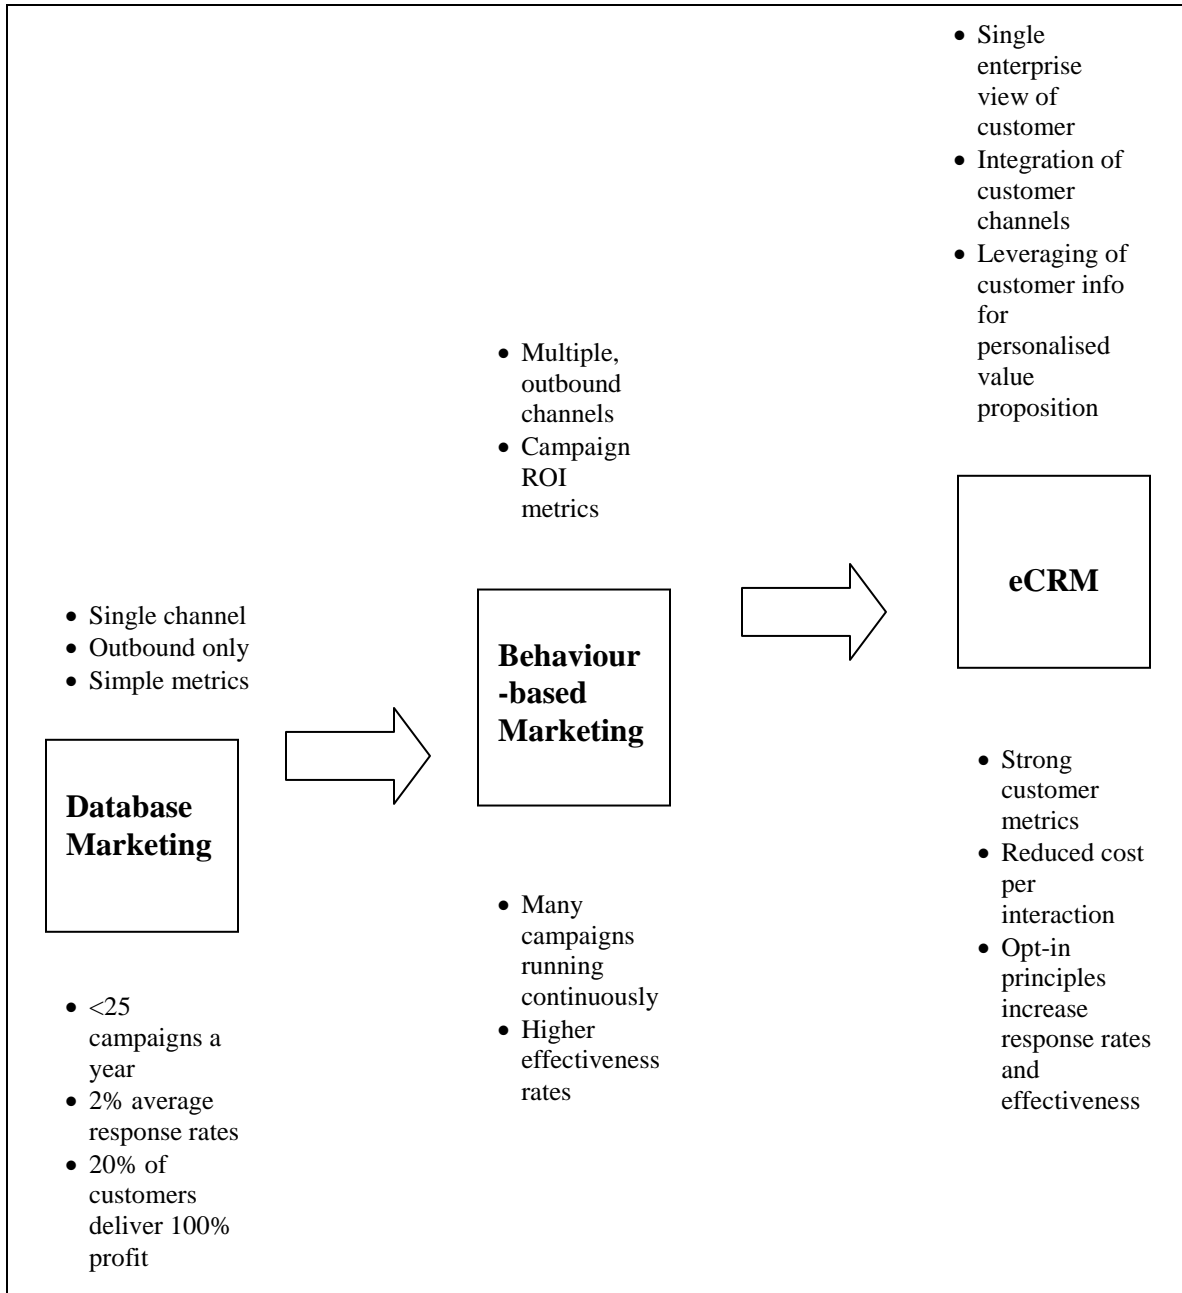 • Single channel
• Outbound only
• Simple metrics
Database
Marketing
• <25
campaigns a
year
• 2% average
response rates
• 20% of
customers
deliver 100%
profit
• Multiple,
outbound
channels
• Campaign
ROI
metrics
Behaviour
-based
Marketing
• Many
campaigns
running
continuously
• Higher
effectiveness
rates
• Single
enterprise
view of
customer
• Integration of
customer
channels
• Leveraging of
customer info
for
personalised
value
proposition
eCRM
• Strong
customer
metrics
• Reduced cost
per
interaction
• Opt-in
principles
increase
response rates
and
effectiveness